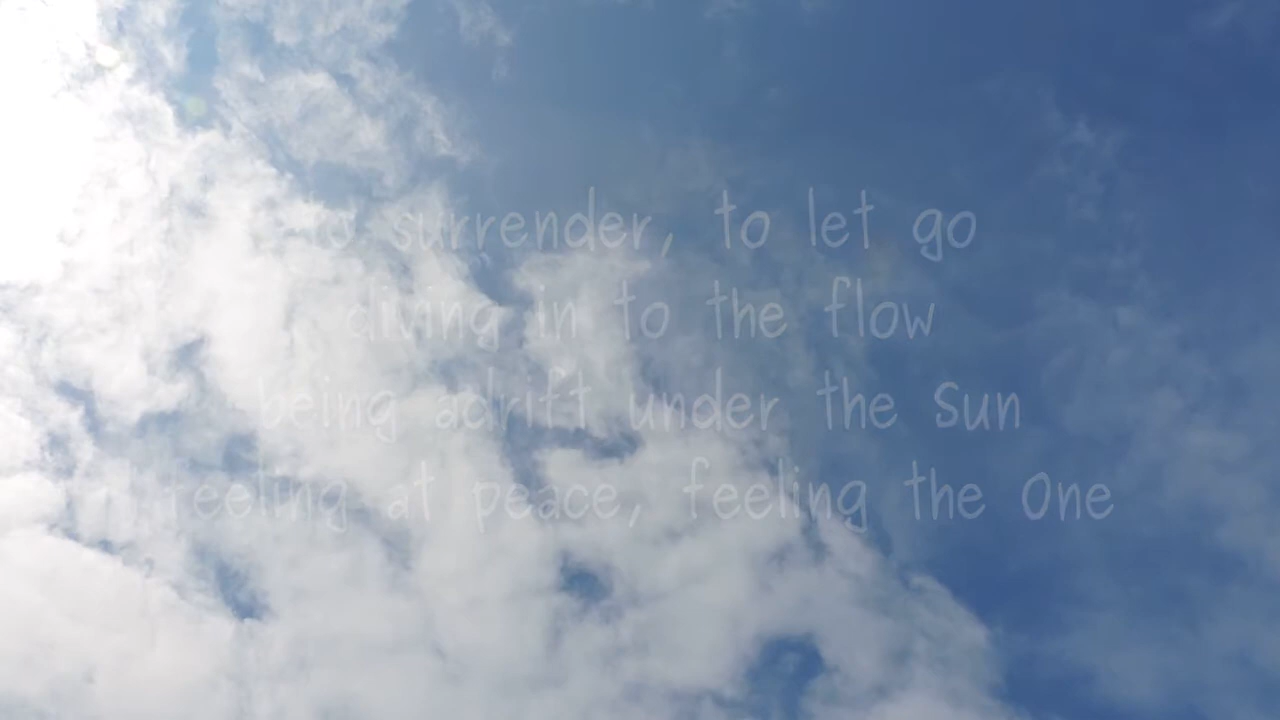 to surrender, to let go
diving in to the flow
being adrift under the Sun
feeling at peace, feeling the One